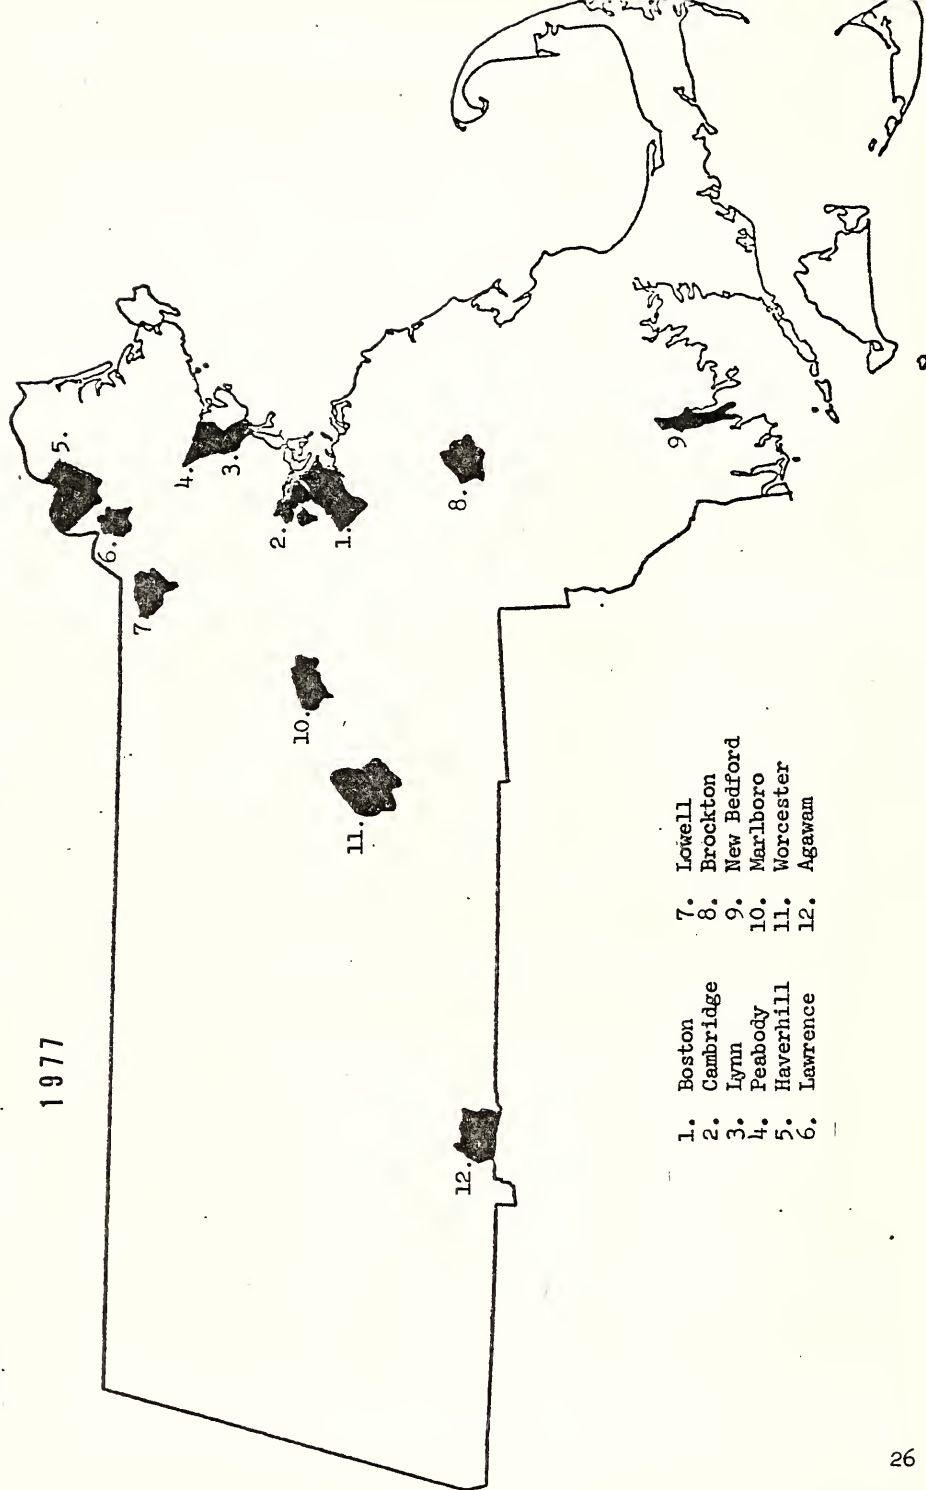 1977
5.
4.
6.
3.
7
2.
1.
8.
9
10.
11.
12.
1. Boston
2. Cambridge
3. Lynn
4. Peabody
5. Haverhill
6. Lawrence
7. Lowell
8. Brockton
9. New Bedford
10. Marlboro
11. Worcester
12. Agawam
26